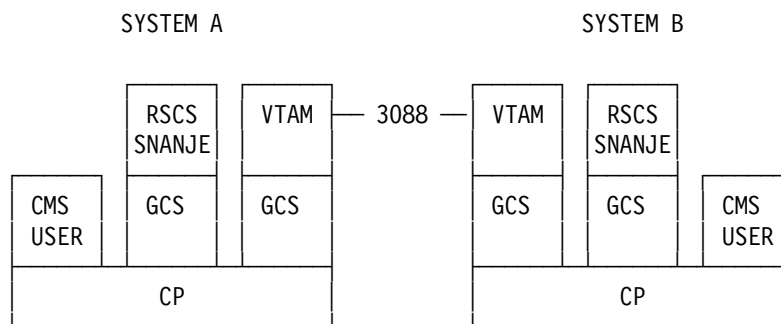 SYSTEM A SYSTEM B
RSCS VTAM 3088 VTAM RSCS
SNANJE SNANJE
CMS GCS GCS GCS GCS CMS
USER USER
CP CP